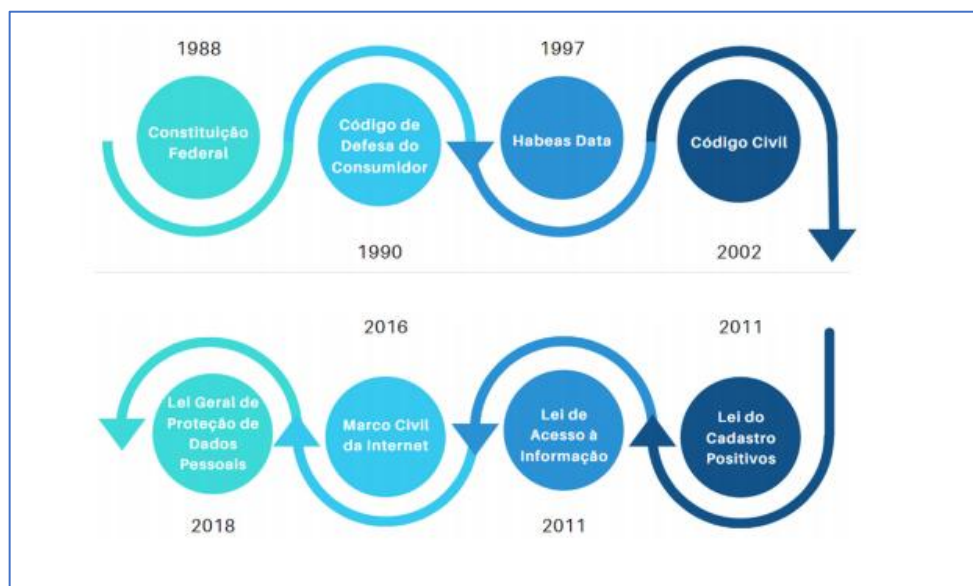 1988
Constituição
Federal
Código de
Defesa do
Consumidor
1990
1997
Habeas Data
Código Civil
2002
2011
Lei do
Cadastro
Positivos
Lei de
Acesso à
Informação
2011
2016
Marco Civil
da Internet
Lei Geral de
Proteção de
Dados
Pessoais
2018